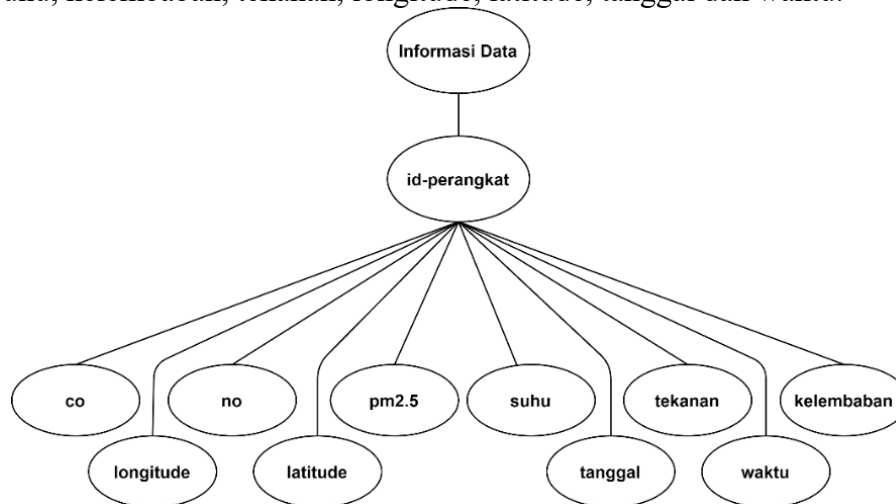 kelembaban, tekanan, longitude, latitude, tanggal dan waktu.
Informasi Data
id-perangkat
co
no
pm2.5
suhu
tekanan
kelembaban
longitude
latitude
tanggal
waktu